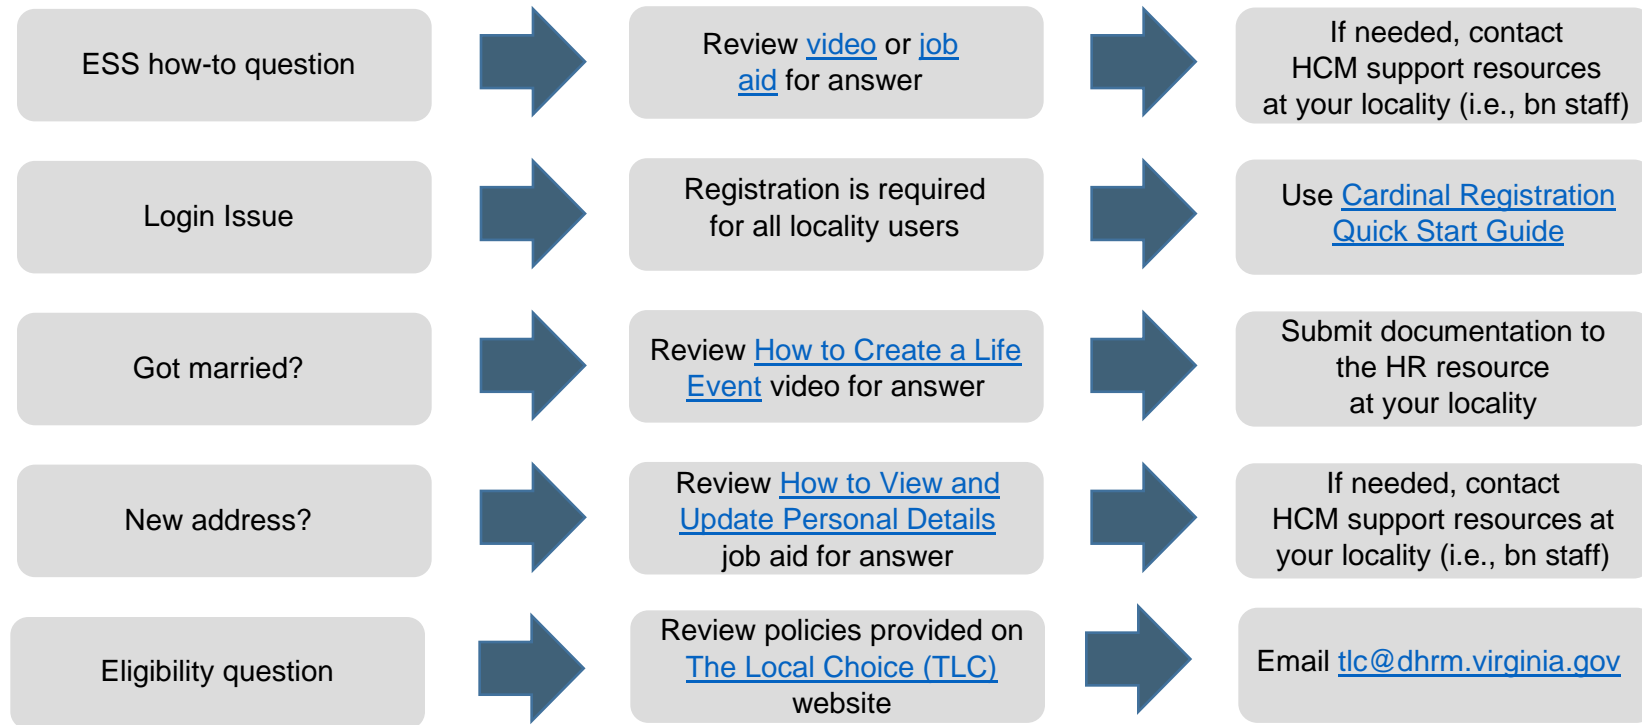 ESS how-to question
Review video or job
aid for answer
If needed, contact
HCM support resources
at your locality (i.e., bn staff)
Login Issue
Registration is required
for all locality users
Use Cardinal Registration
Quick Start Guide
Got married?
Review How to Create a Life
Event video for answer
Submit documentation to
the HR resource
at your locality
New address?
Review How to View and
Update Personal Details
job aid for answer
If needed, contact
HCM support resources at
your locality (i.e., bn staff)
Eligibility question
Review policies provided on
The Local Choice (TLC)
website
Email tlc@dhrm.virginia.gov